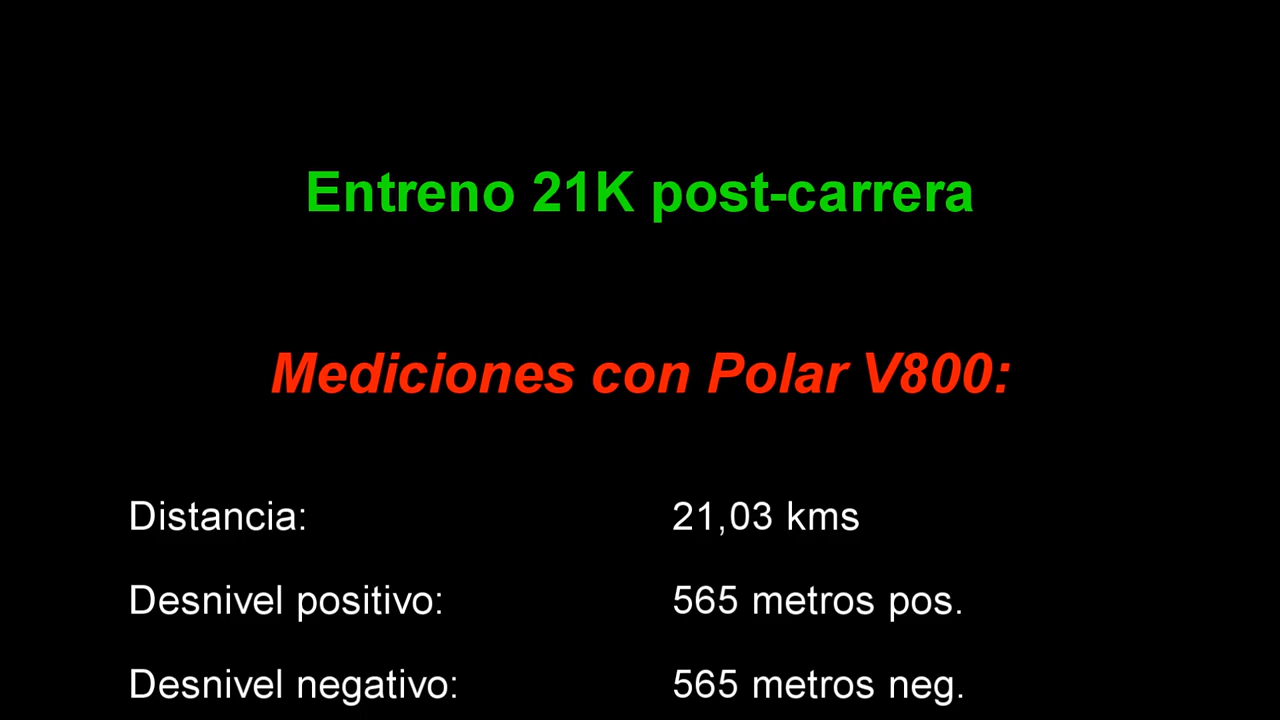 Entreno 21K post-carrera
Mediciones con Polar V800:
Distancia: 21,03 kms
Desnivel positivo: 565 metros pos.
Desnivel negativo: 565 metros neg.